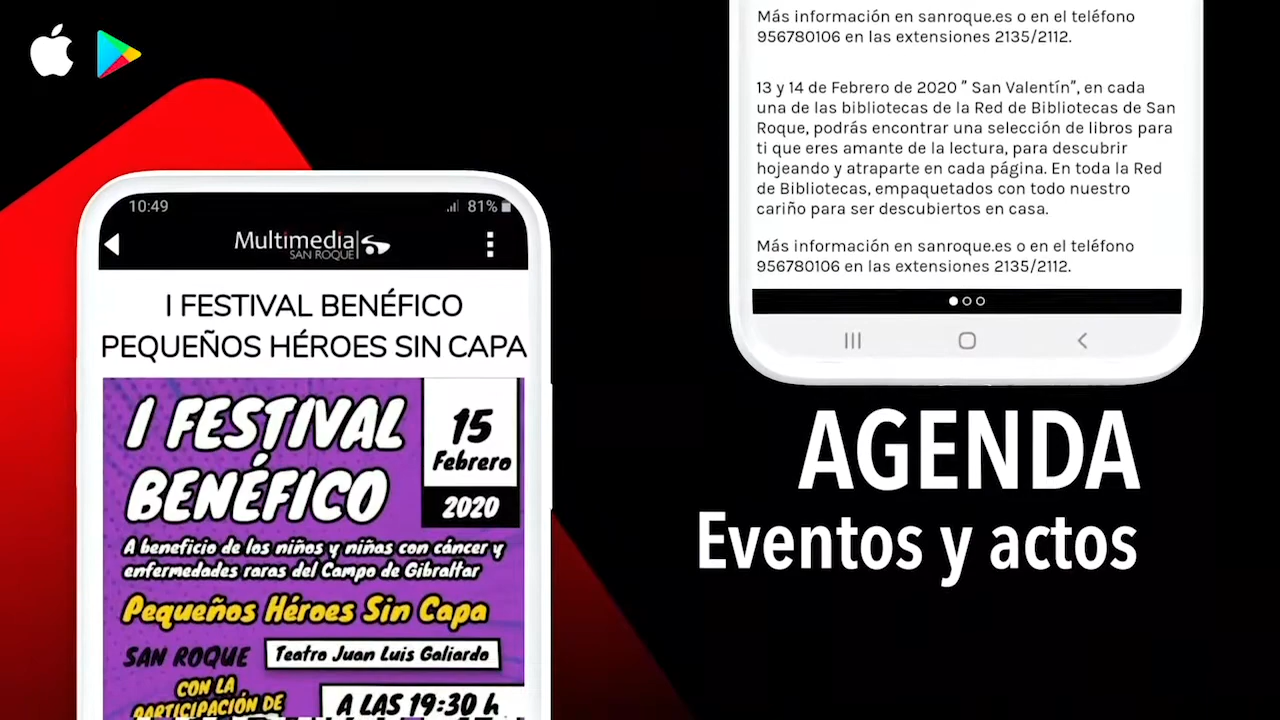 10:49
81%
Multimedia
SAN ROQUE
I FESTIVAL BENÉFICO
PEQUEÑOS HÉROES SIN CAPA
I FESTIVAL
BENÉFICO
15
Febrero
2020
A beneficio de los niños y niñas con cáncer y
enfermedades raras del Campo de Gibraltar
Pequeños Héroes Sin Capa
SAN ROQUE
Teatro Juan Luis Galiardo
CON LA
PARTICIPACIÓN DE
A LAS 19:30 h
Más información en sanroque.es o en el teléfono
956780106 en las extensiones 2135/2112.
13 y 14 de Febrero de 2020 " San Valentín", en cada
una de las bibliotecas de la Red de Bibliotecas de San
Roque, podrás encontrar una selección de libros para
ti que eres amante de la lectura, para descubrir
hojeando y atraparte en cada página. En toda la Red
de Bibliotecas, empaquetados con todo nuestro
cariño para ser descubiertos en casa.
Más información en sanroque.es o en el teléfono
956780106 en las extensiones 2135/2112.
AGENDA
Eventos y actos